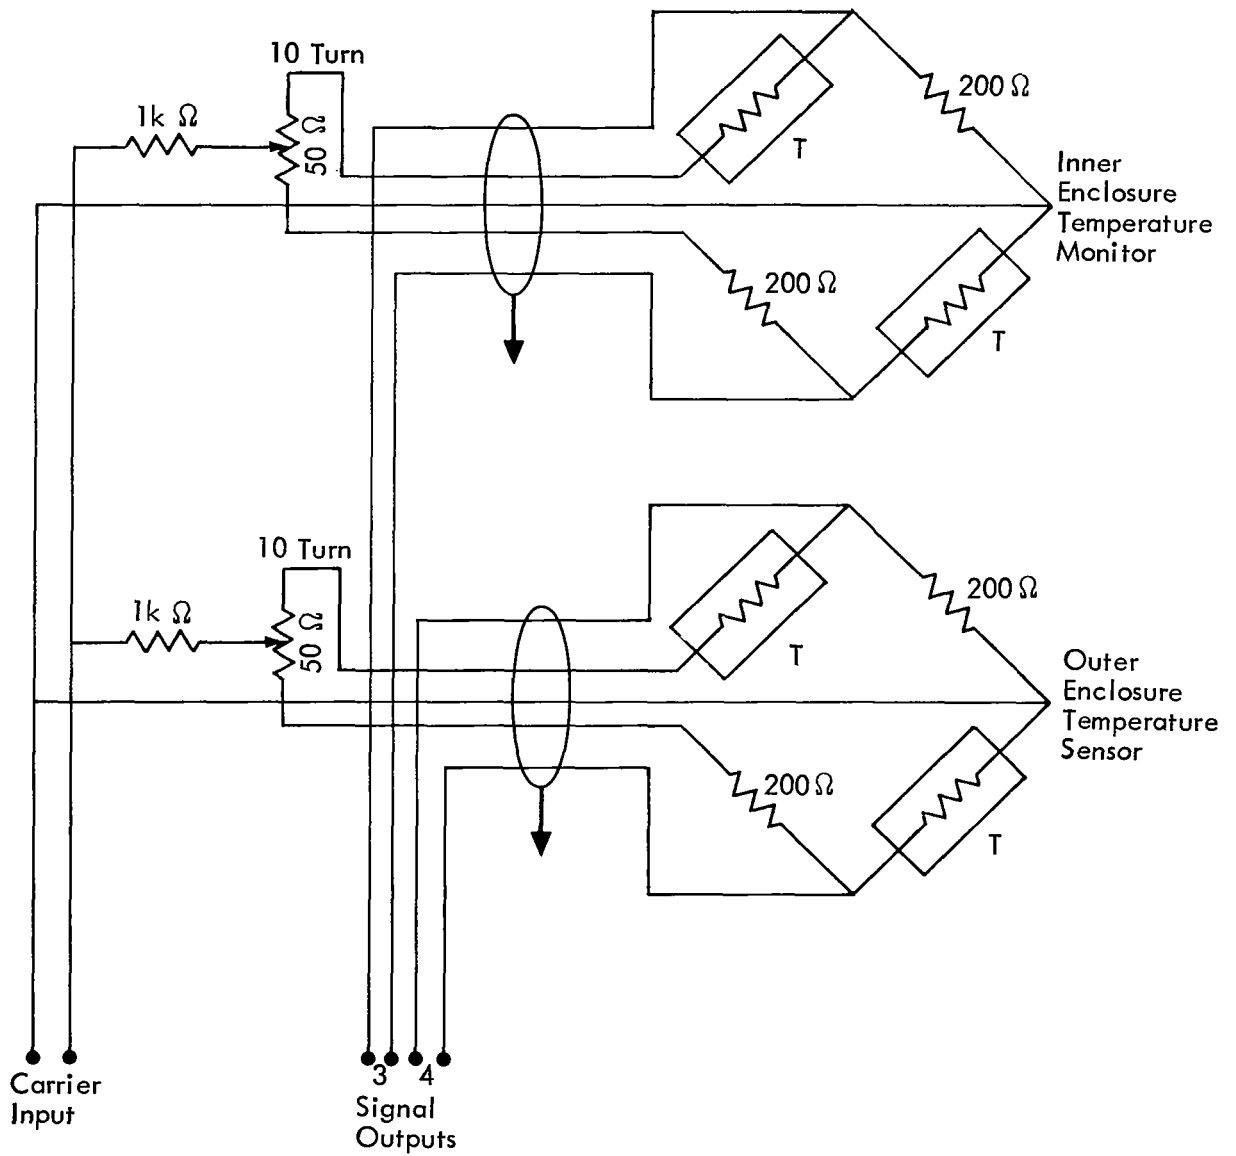 10 Turn
1k Ω
50 Ω
200 Ω
T
Inner
Enclosure
Temperature
Monitor
200 Ω
T
10 Turn
1k Ω
50 Ω
200 Ω
T
Outer
Enclosure
Temperature
Sensor
200 Ω
T
Carrier
Input
3 4
Signal
Outputs